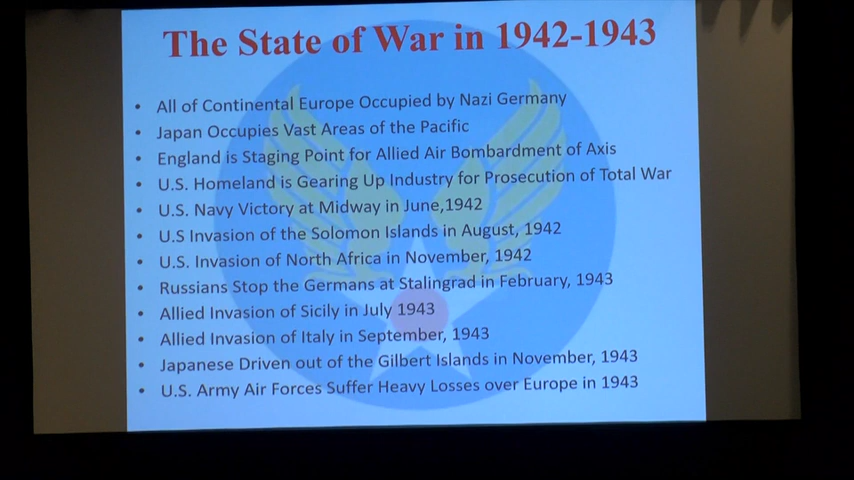 The State of War in 1942-1943
• All of Continental Europe Occupied by Nazi Germany
• Japan Occupies Vast Areas of the Pacific
• England is Staging Point for Allied Air Bombardment of Axis
• U.S. Homeland is Gearing Up Industry for Prosecution of Total War
• U.S. Navy Victory at Midway in June,1942
• U.S Invasion of the Solomon Islands in August, 1942
• U.S. Invasion of North Africa in November, 1942
• Russians Stop the Germans at Stalingrad in February, 1943
• Allied Invasion of Sicily in July 1943
• Allied Invasion of Italy in September, 1943
• Japanese Driven out of the Gilbert Islands in November, 1943
• U.S. Army Air Forces Suffer Heavy Losses over Europe in 1943